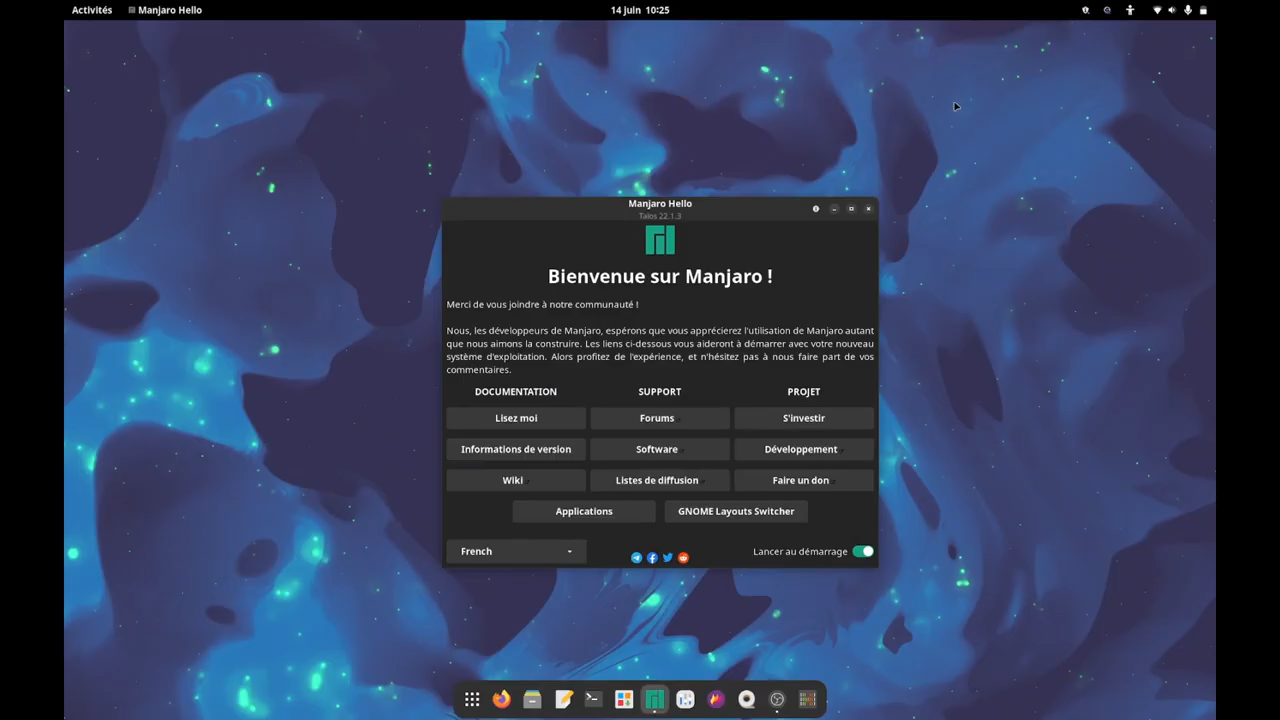 Activités Manjaro Hello 14 juin 10:25
Manjaro Hello
Talos 22.1.3
Bienvenue sur Manjaro !
Merci de vous joindre à notre communauté !
Nous, les développeurs de Manjaro, espérons que vous apprécierez l'utilisation de Manjaro autant
que nous aimons la construire. Les liens ci-dessous vous aideront à démarrer avec votre nouveau
système d'exploitation. Alors profitez de l'expérience, et n'hésitez pas à nous faire part de vos
commentaires.
DOCUMENTATION SUPPORT PROJET
Lisez moi Forums S'investir
Informations de version Software Développement
Wiki Listes de diffusion Faire un don
Applications GNOME Layouts Switcher
French Lancer au démarrage